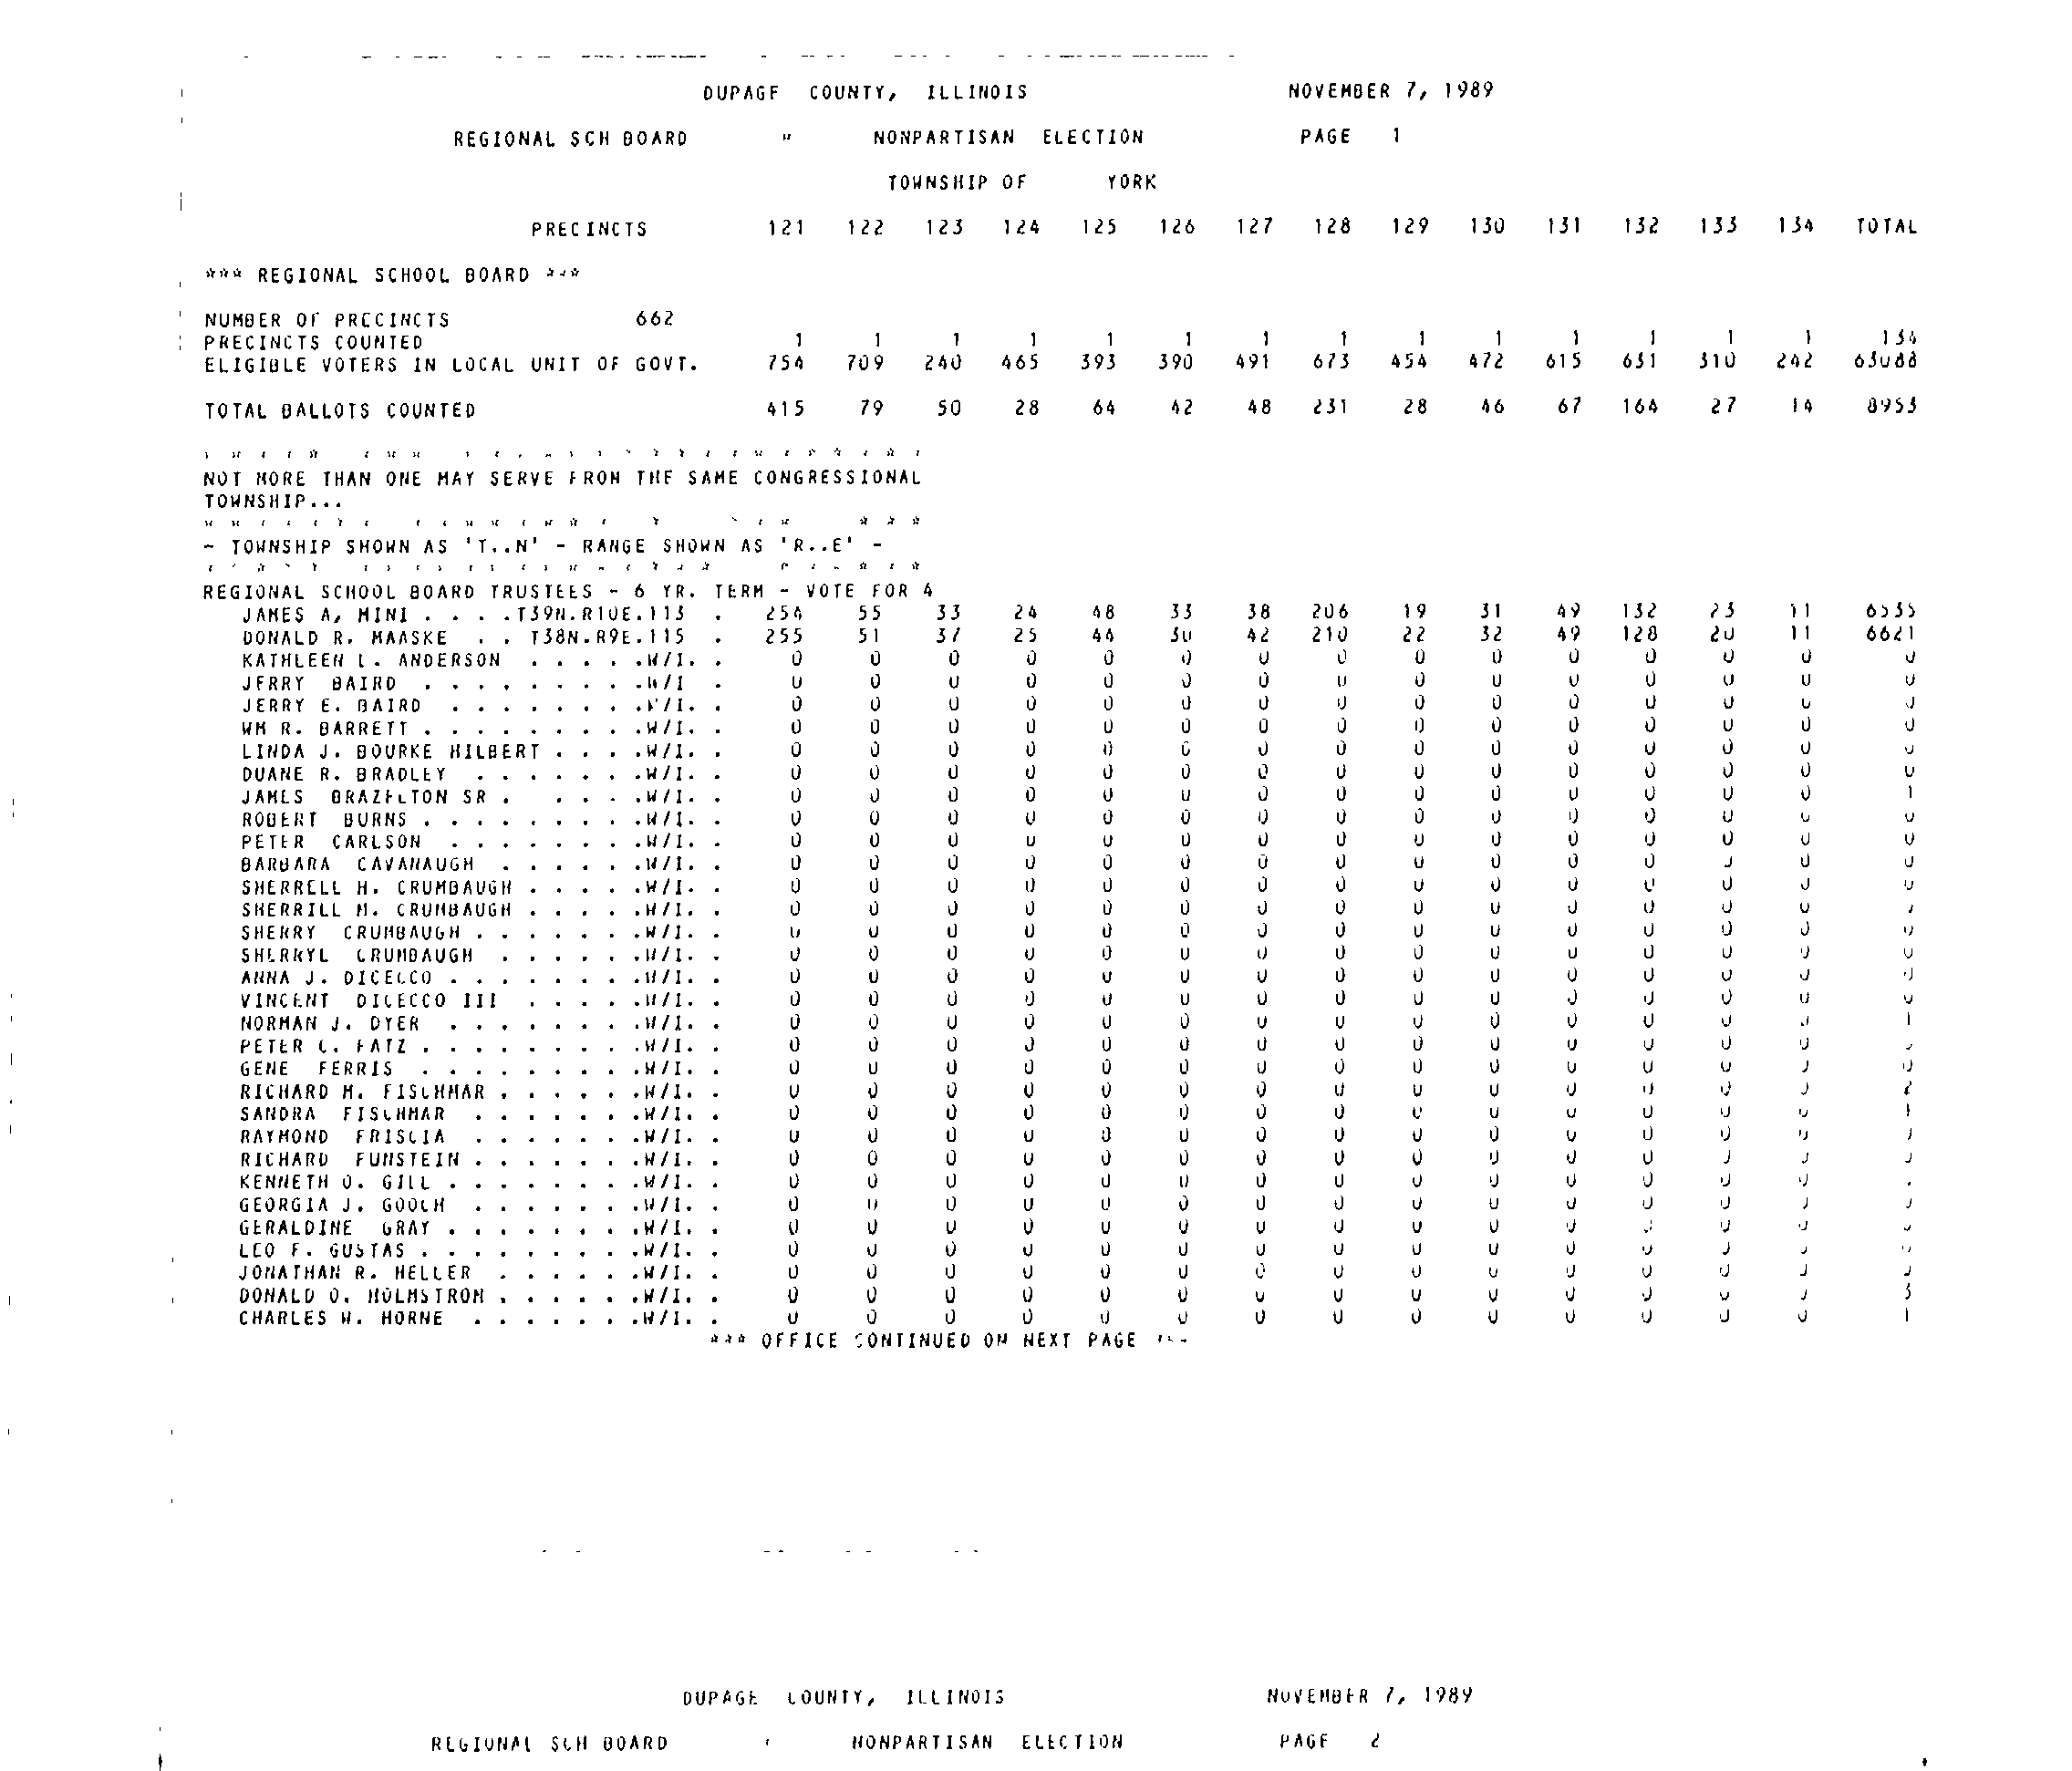 DUPAGE COUNTY, ILLINOIS NOVEMBER 7, 1989
REGIONAL SCH BOARD NONPARTISAN ELECTION PAGE 1
TOWNSHIP OF YORK
PRECINCTS 121 122 123 124 125 126 127 128 129 130 131 132 133 134 TOTAL
*** REGIONAL SCHOOL BOARD ***
NUMBER OF PRECINCTS 662
PRECINCTS COUNTED 1 1 1 1 1 1 1 1 1 1 1 1 1 1 134
ELIGIBLE VOTERS IN LOCAL UNIT OF GOVT. 754 709 240 465 393 390 491 673 454 472 615 631 310 242 63088
TOTAL BALLOTS COUNTED 415 79 50 28 64 42 48 231 28 46 67 164 27 14 8953
NOT MORE THAN ONE MAY SERVE FROM THE SAME CONGRESSIONAL
TOWNSHIP...
- TOWNSHIP SHOWN AS 'T..N' - RANGE SHOWN AS 'R..E' -
REGIONAL SCHOOL BOARD TRUSTEES - 6 YR. TERM - VOTE FOR 4
JAMES A, MINI . . . .T39N.R10E.113 . 254 55 33 24 48 33 38 206 19 31 49 132 23 11 6535
DONALD R. MAASKE . . T38N.R9E.115 . 255 51 37 25 44 30 42 210 22 32 49 128 20 11 6621
KATHLEEN L. ANDERSON . . . . .W/I. . 0 0 0 0 0 0 0 0 0 0 0 0 0 0 0
JERRY BAIRD . . . . . . . . .W/I . 0 0 0 0 0 0 0 0 0 0 0 0 0 0 0
JERRY E. BAIRD . . . . . . . .W/I. . 0 0 0 0 0 0 0 0 0 0 0 0 0 0 0
WM R. BARRETT . . . . . . . . .W/I. . 0 0 0 0 0 0 0 0 0 0 0 0 0 0 0
LINDA J. BOURKE HILBERT . . . .W/I. . 0 0 0 0 0 0 0 0 0 0 0 0 0 0 0
DUANE R. BRADLEY . . . . . . .W/I. . 0 0 0 0 0 0 0 0 0 0 0 0 0 0 0
JAMES BRAZELTON SR . . . . .W/I. . 0 0 0 0 0 0 0 0 0 0 0 0 0 0 1
ROBERT BURNS . . . . . . . . .W/I. . 0 0 0 0 0 0 0 0 0 0 0 0 0 0 0
PETER CARLSON . . . . . . . .W/I. . 0 0 0 0 0 0 0 0 0 0 0 0 0 0 0
BARBARA CAVANAUGH . . . . . .W/I. . 0 0 0 0 0 0 0 0 0 0 0 0 0 0 0
SHERRELL H. CRUMBAUGH . . . . .W/I. . 0 0 0 0 0 0 0 0 0 0 0 0 0 0 0
SHERRILL M. CRUMBAUGH . . . . .W/I. . 0 0 0 0 0 0 0 0 0 0 0 0 0 0
SHERRY CRUMBAUGH . . . . . . .W/I. . 0 0 0 0 0 0 0 0 0 0 0 0 0 0 0
SHERRYL CRUMBAUGH . . . . . .W/I. . 0 0 0 0 0 0 0 0 0 0 0 0 0 0 0
ANNA J. DICECCO . . . . . . . .W/I. . 0 0 0 0 0 0 0 0 0 0 0 0 0 0 0
VINCENT DICECCO III . . . . .W/I. . 0 0 0 0 0 0 0 0 0 0 0 0 0 0 0
NORMAN J. DYER . . . . . . . .W/I. . 0 0 0 0 0 0 0 0 0 0 0 0 0 0 1
PETER C. FATZ . . . . . . . . .W/I. . 0 0 0 0 0 0 0 0 0 0 0 0 0 0
GENE FERRIS . . . . . . . . .W/I. . 0 0 0 0 0 0 0 0 0 0 0 0 0 0 0
RICHARD M. FISCHMAR . . . . . .W/I. . 0 0 0 0 0 0 0 0 0 0 0 0 0 0 2
SANDRA FISCHMAR . . . . . . .W/I. . 0 0 0 0 0 0 0 0 0 0 0 0 0 0 1
RAYMOND FRISCIA . . . . . . .W/I. . 0 0 0 0 0 0 0 0 0 0 0 0 0 0
RICHARD FUNSTEIN . . . . . . .W/I. . 0 0 0 0 0 0 0 0 0 0 0 0 0 0 0
KENNETH O. GILL . . . . . . . .W/I. . 0 0 0 0 0 0 0 0 0 0 0 0 0 0
GEORGIA J. GOOCH . . . . . . .W/I. . 0 0 0 0 0 0 0 0 0 0 0 0 0 0 0
GERALDINE GRAY . . . . . . . .W/I. . 0 0 0 0 0 0 0 0 0 0 0 0 0 0 0
LEO F. GUSTAS . . . . . . . . .W/I. . 0 0 0 0 0 0 0 0 0 0 0 0 0 0 0
JONATHAN R. HELLER . . . . . .W/I. . 0 0 0 0 0 0 0 0 0 0 0 0 0 0 0
DONALD O. HOLMSTROM . . . . . .W/I. . 0 0 0 0 0 0 0 0 0 0 0 0 0 0 3
CHARLES W. HORNE . . . . . . .W/I. . 0 0 0 0 0 0 0 0 0 0 0 0 0 0 1
*** OFFICE CONTINUED ON NEXT PAGE ***
DUPAGE COUNTY, ILLINOIS NOVEMBER 7, 1989
REGIONAL SCH BOARD NONPARTISAN ELECTION PAGE 2